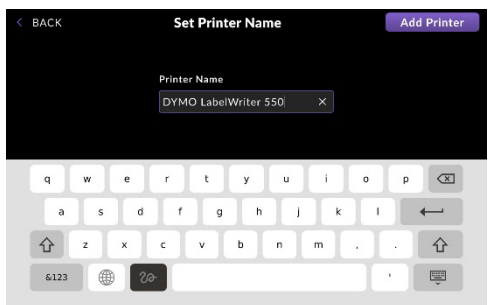 BACK
Set Printer Name
Add Printer
Printer Name
DYMO LabelWriter 550
q w e r t y u i o p
a s d f g h j k l
z x c v b n m , .
&123 '